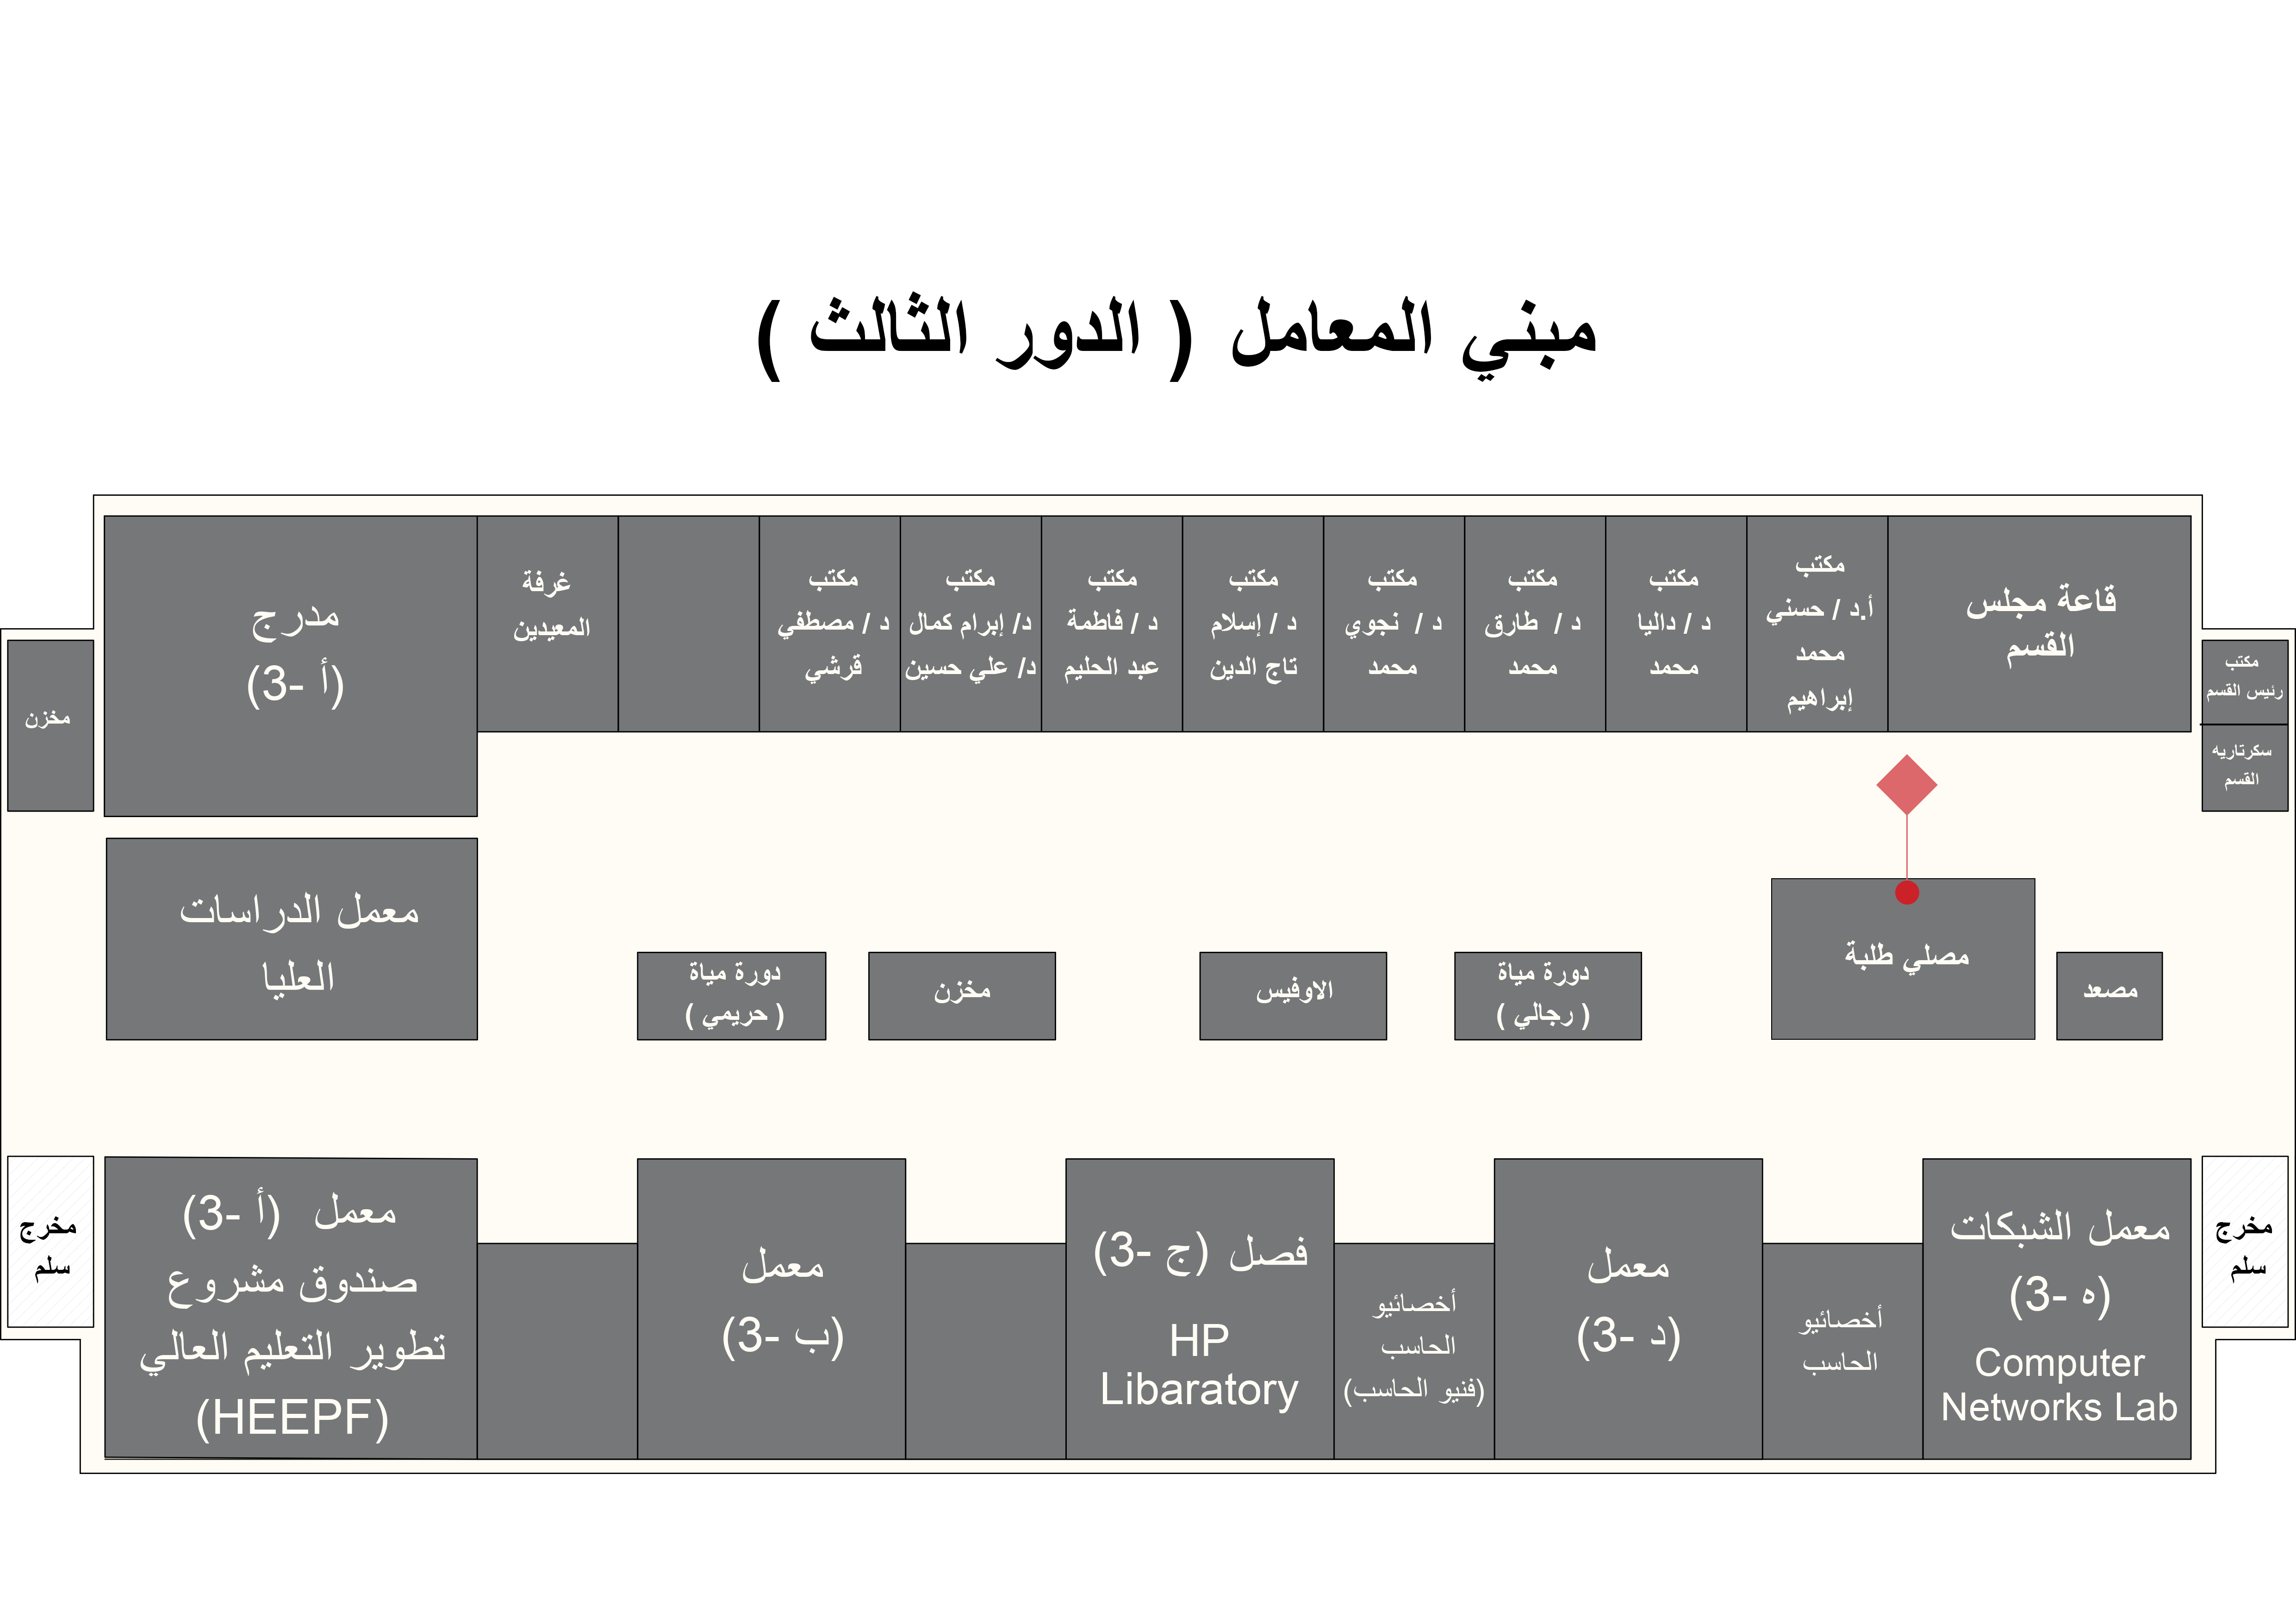 مبني المعامل ( الدور الثالث )
قاعة مجلس
القسم
مكتب
أ.د / حسني
محمد
إبراهيم
مكتب
د / داليا
محمد
مكتب
د / طارق
محمد
مكتب
د / نجوي
محمد
مكتب
د / إسلام
تاج الدين
مكتب
د / فاطمة
عبد الحليم
مكتب
د/ إبرام كمال
د/ علي حسين
مكتب
د / مصطفي
قرشي
غرفة
المعيدين
مدرج
(أ -3)
مكتب
رئيس القسم
سكرتاريه
القسم
مخزن
مصعد
مصلي طلبة
دورة مياة
( رجالي )
الاوفيس
مخزن
دورة مياة
( حريمي )
معمل الدراسات
العليا
مخرج
سلم
معمل الشبكات
(ه -3)
Computer
Networks Lab
أخصائيو
الحاسب
معمل
(د -3)
أخصائيو
الحاسب
(فنيو الحاسب)
فصل (ج -3)
HP
Libaratory
معمل
(ب -3)
معمل (أ -3)
صندوق مشروع
تطوير التعليم العالي
(HEEPF)
مخرج
سلم